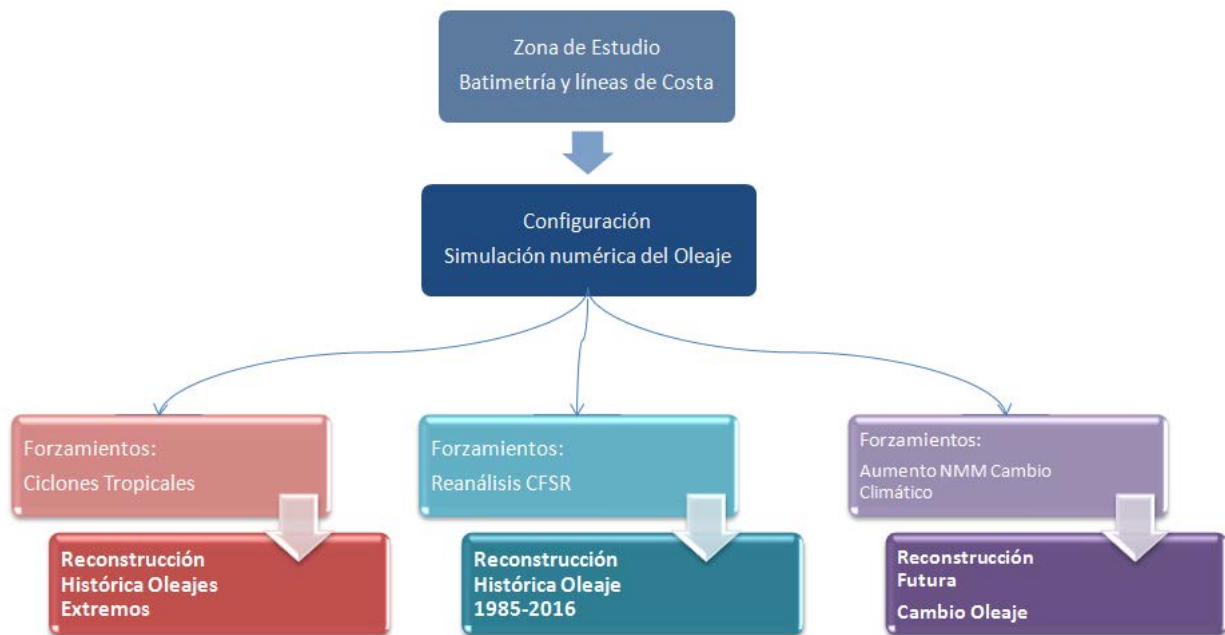 Zona de Estudio
Batimetría y líneas de Costa
Configuración
Simulación numérica del Oleaje
Forzamientos:
Ciclones Tropicales
Reconstrucción
Histórica Oleajes
Extremos
Forzamientos:
Reanálisis CFSR
Reconstrucción
Histórica Oleaje
1985-2016
Forzamientos:
Aumento NMM Cambio
Climático
Reconstrucción
Futura
Cambio Oleaje